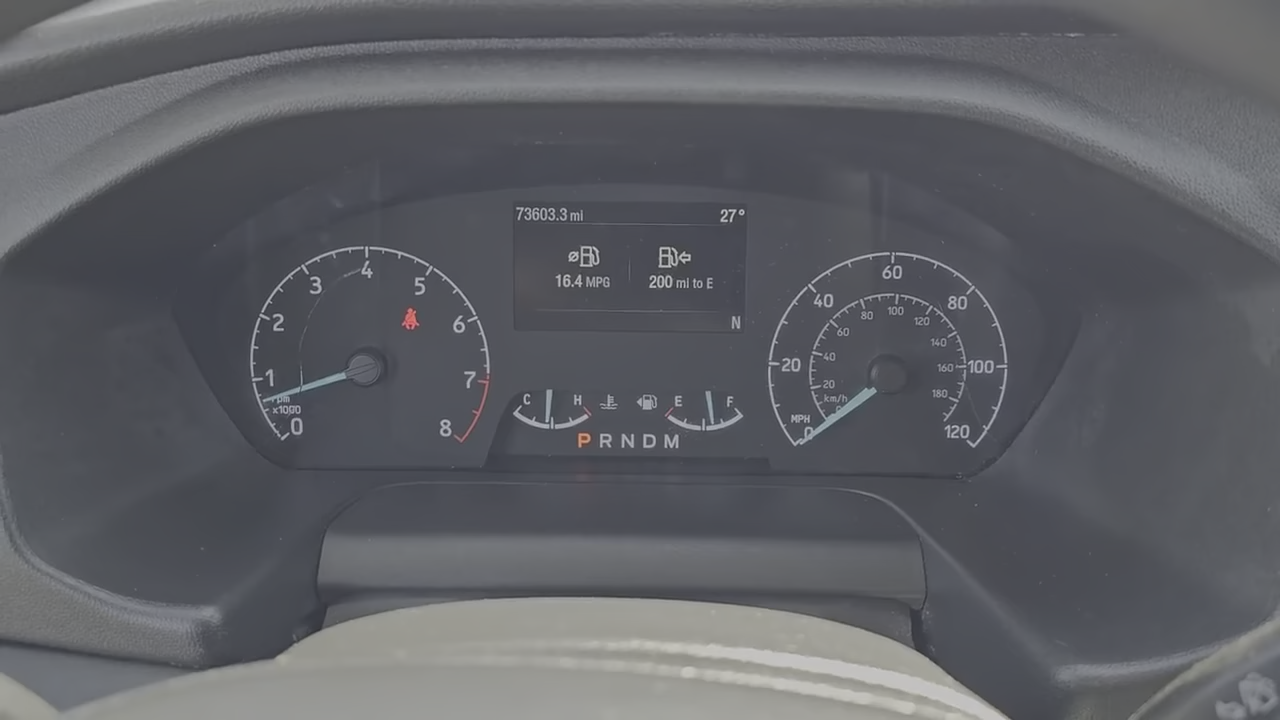 73603.3 mi 27°
16.4 MPG 200 mi to E
N
0 1 2 3 4 5 6 7 8
rpm
x1000
C H
E F
P R N D M
0 20 40 60 80 100 120
MPH
20 40 60 80 100 120 140 160 180
km/h